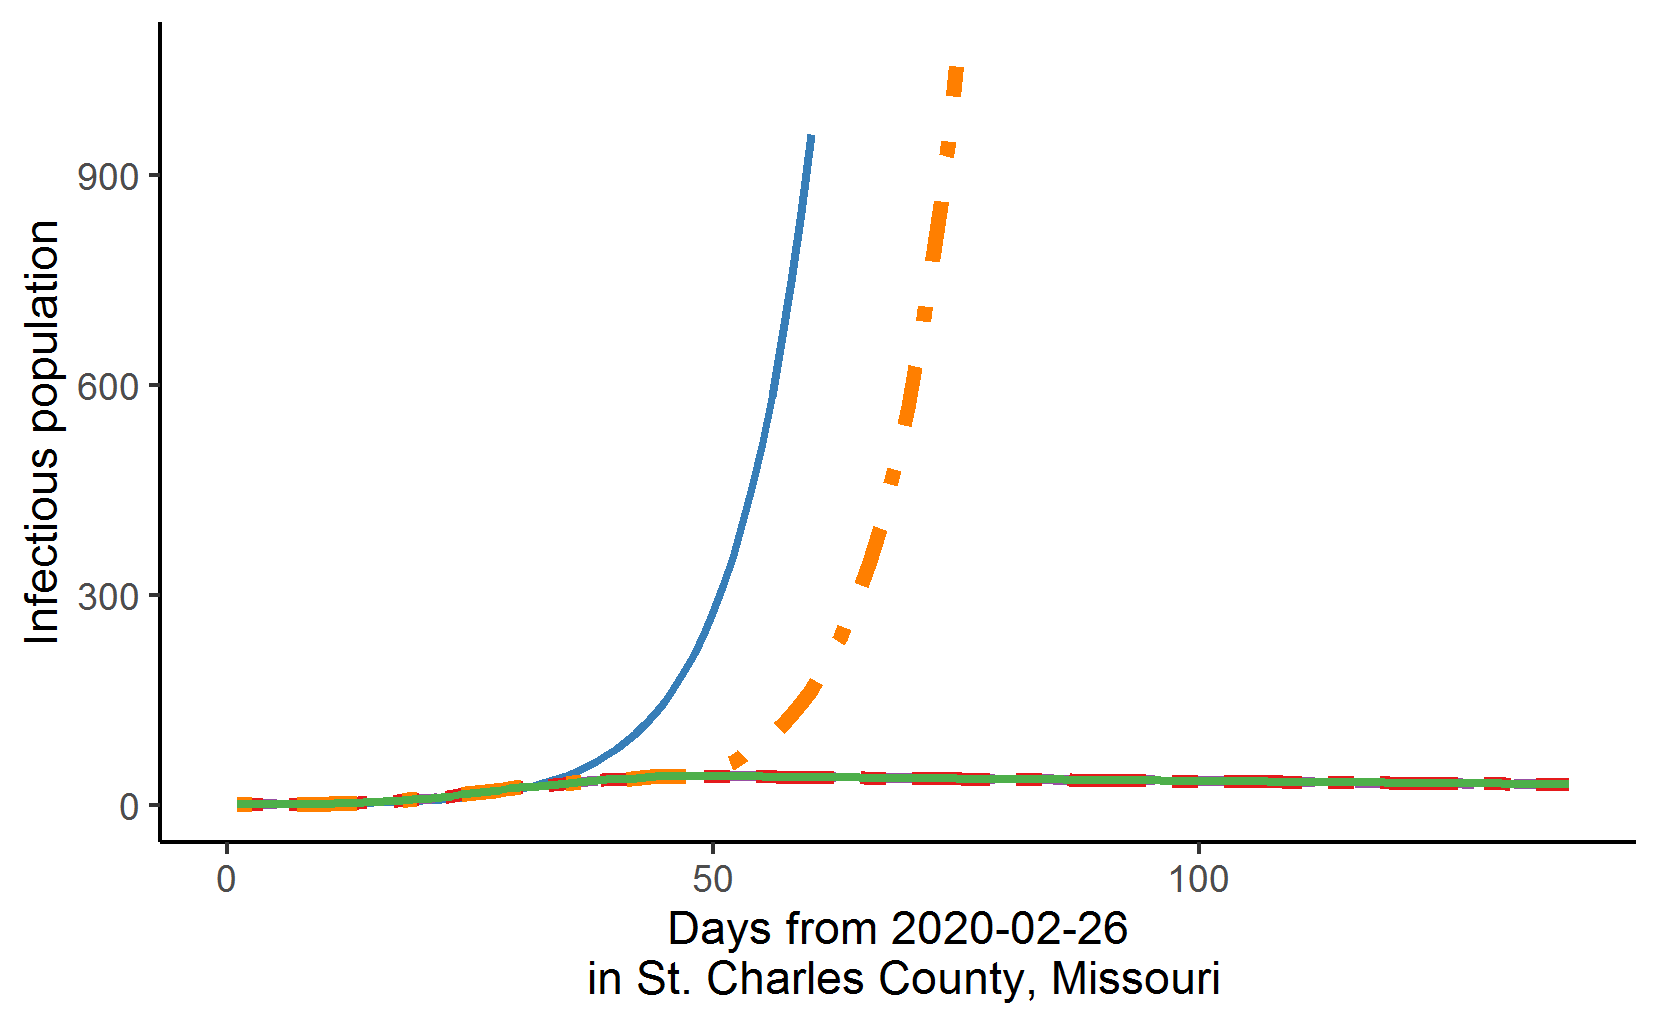 Infectious population
900
600
300
0
0
50
100
Days from 2020-02-26
in St. Charles County, Missouri